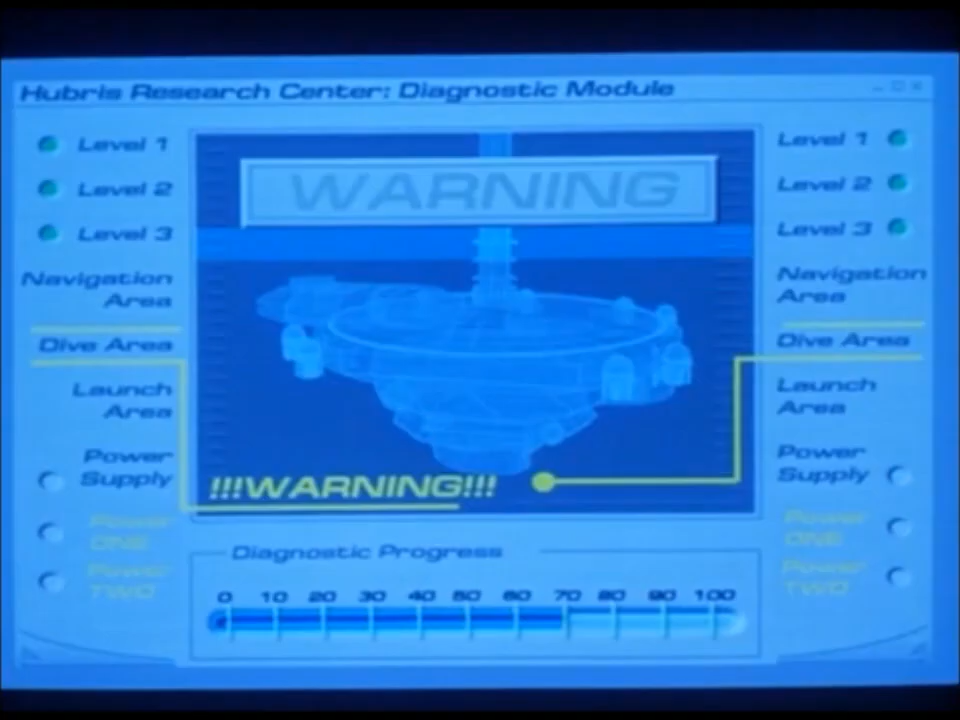 Hubris Research Center: Diagnostic Module
Level 1
Level 2
Level 3
Navigation
Area
Dive Area
Launch
Area
Power
Supply
Power
ONE
Power
TWO
WARNING
!!!WARNING!!!
Level 1
Level 2
Level 3
Navigation
Area
Dive Area
Launch
Area
Power
Supply
Power
ONE
Power
TWO
Diagnostic Progress
0 10 20 30 40 50 60 70 80 90 100